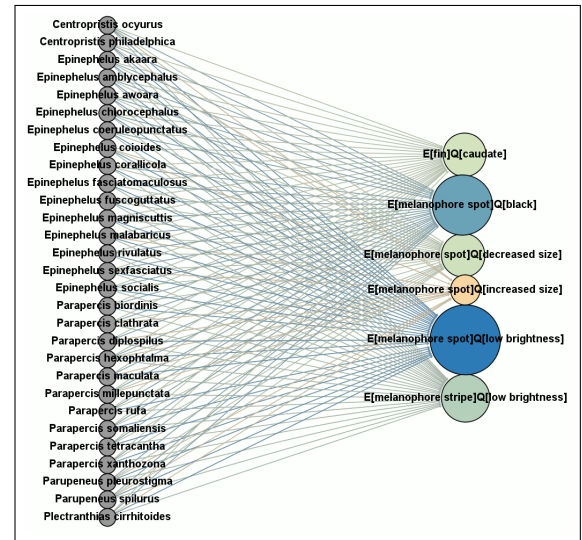 Centropristis ocyurus
Centropristis philadelphica
Epinephelus akaara
Epinephelus amblycephalus
Epinephelus awoara
Epinephelus chlorocephalus
Epinephelus coeruleopunctatus
Epinephelus coioides
Epinephelus corallicola
Epinephelus fasciatomaculosus
Epinephelus fuscoguttatus
Epinephelus magniscuttis
Epinephelus malabaricus
Epinephelus rivulatus
Epinephelus sexfasciatus
Epinephelus socialis
Parapercis biordinis
Parapercis clathrata
Parapercis diplospilus
Parapercis hexophtalma
Parapercis maculata
Parapercis millepunctata
Parapercis rufa
Parapercis somaliensis
Parapercis tetracantha
Parapercis xanthozona
Parupeneus pleurostigma
Parupeneus spilurus
Plectranthias cirrhitoides
E[fin]Q[caudate]
E[melanophore spot]Q[black]
E[melanophore spot]Q[decreased size]
E[melanophore spot]Q[increased size]
E[melanophore spot]Q[low brightness]
E[melanophore stripe]Q[low brightness]